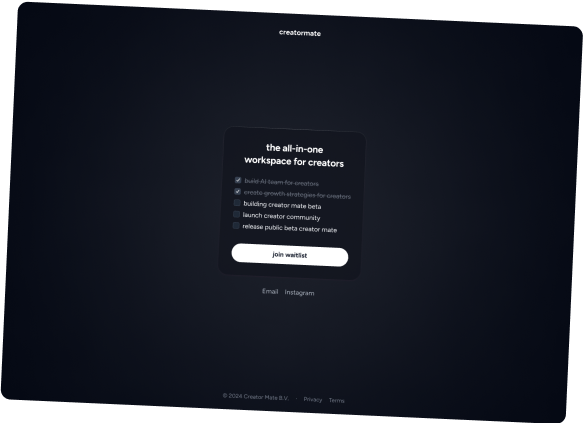 creatormate
the all-in-one
workspace for creators
build AI team for creators
create growth strategies for creators
building creator mate beta
launch creator community
release public beta creator mate
join waitlist
Email Instagram
© 2024 Creator Mate B.V. · Privacy Terms